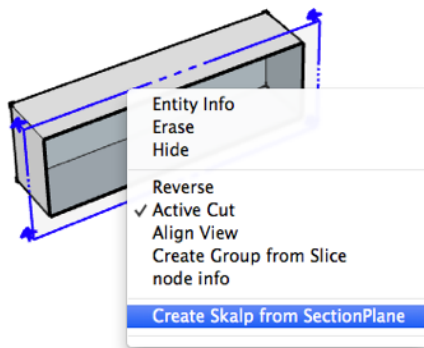 Entity Info
Erase
Hide
Reverse
✓ Active Cut
Align View
Create Group from Slice
node info
Create Skalp from SectionPlane